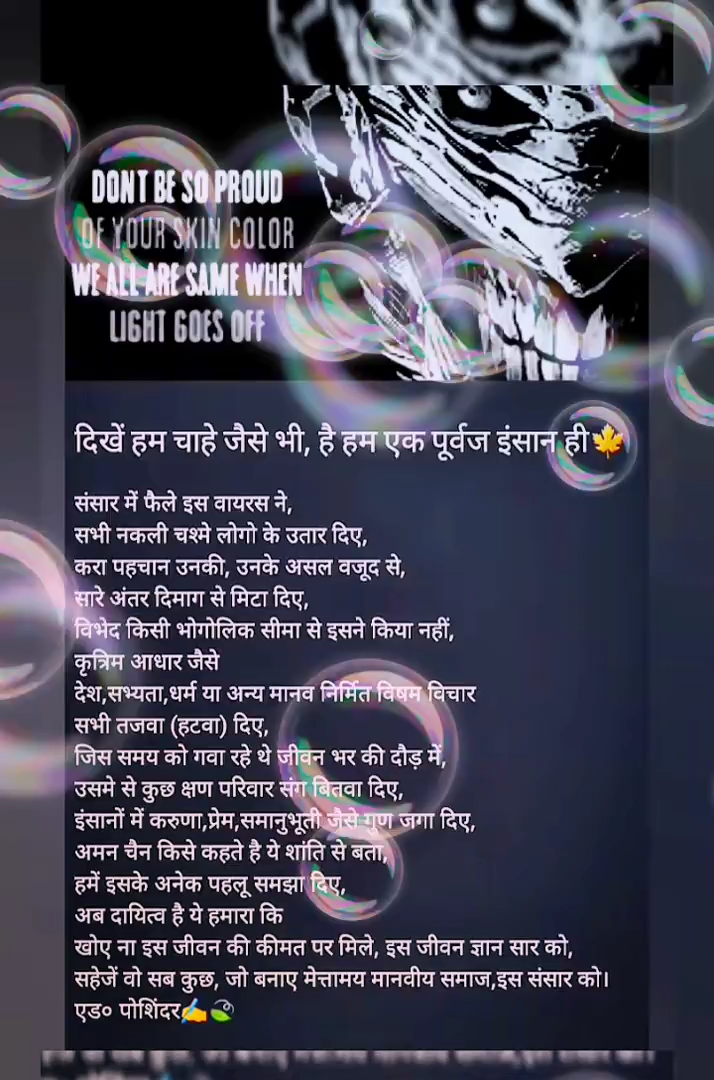 DONT BE SO PROUD
OF YOUR SKIN COLOR
WE ALL ARE SAME WHEN
LIGHT GOES OFF
दिखें हम चाहे जैसे भी, है हम एक पूर्वज इंसान ही🍁
संसार में फैले इस वायरस ने,
सभी नकली चश्मे लोगो के उतार दिए,
करा पहचान उनकी, उनके असल वजूद से,
सारे अंतर दिमाग से मिटा दिए,
विभेद किसी भोगोलिक सीमा से इसने किया नहीं,
कृत्रिम आधार जैसे
देश,सभ्यता,धर्म या अन्य मानव निर्मित विषम विचार
सभी तजवा (हटवा) दिए,
जिस समय को गवा रहे थे जीवन भर की दौड़ में,
उसमे से कुछ क्षण परिवार संग बितवा दिए,
इंसानों में करुणा,प्रेम,समानुभूती जैसे गुण जगा दिए,
अमन चैन किसे कहते है ये शांति से बता,
हमें इसके अनेक पहलू समझा दिए,
अब दायित्व है ये हमारा कि
खोए ना इस जीवन की कीमत पर मिले, इस जीवन ज्ञान सार को,
सहेजें वो सब कुछ, जो बनाए मेत्तामय मानवीय समाज,इस संसार को।
एड० पोशिंदर✍️🍃